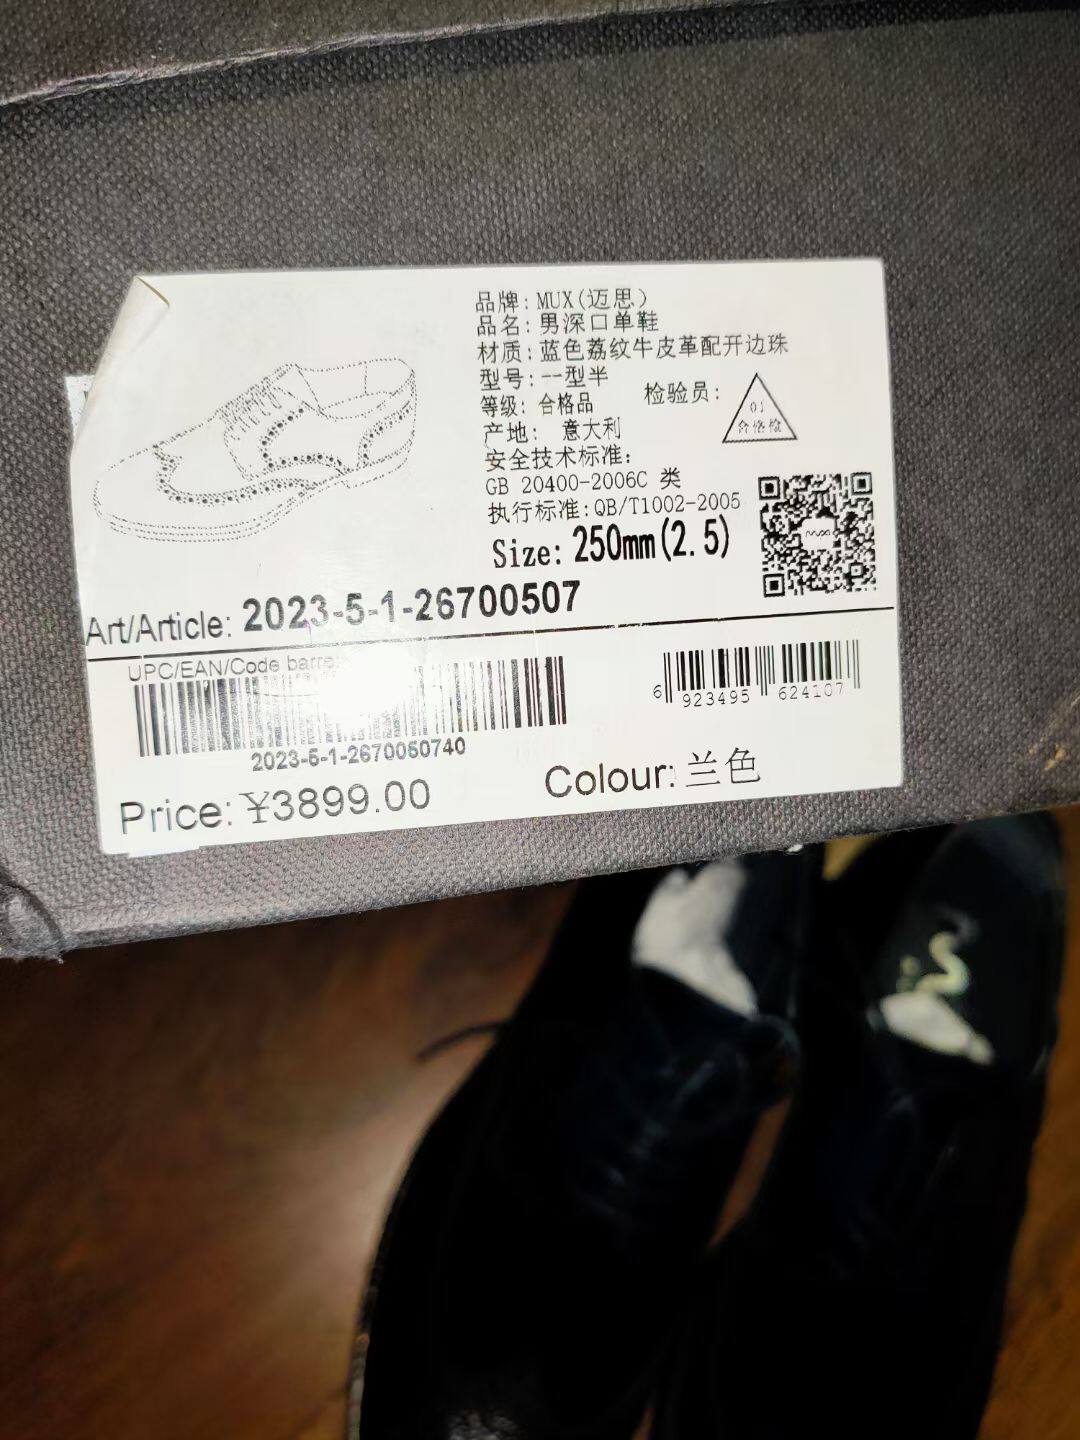 品牌: MUX(迈思)
品名: 男深口单鞋
材质: 蓝色荔纹牛皮革配开边珠
型号: 一型半
等级: 合格品
检验员:
01
合格检
产地: 意大利
安全技术标准:
GB 20400-2006C 类
执行标准:QB/T1002-2005
Size: 250mm(2.5)
Art/Article: 2023-5-1-26700507
UPC/EAN/Code barre
2023-5-1-2670050740
6 923495 624107
Price: ¥3899.00
Colour: 兰色